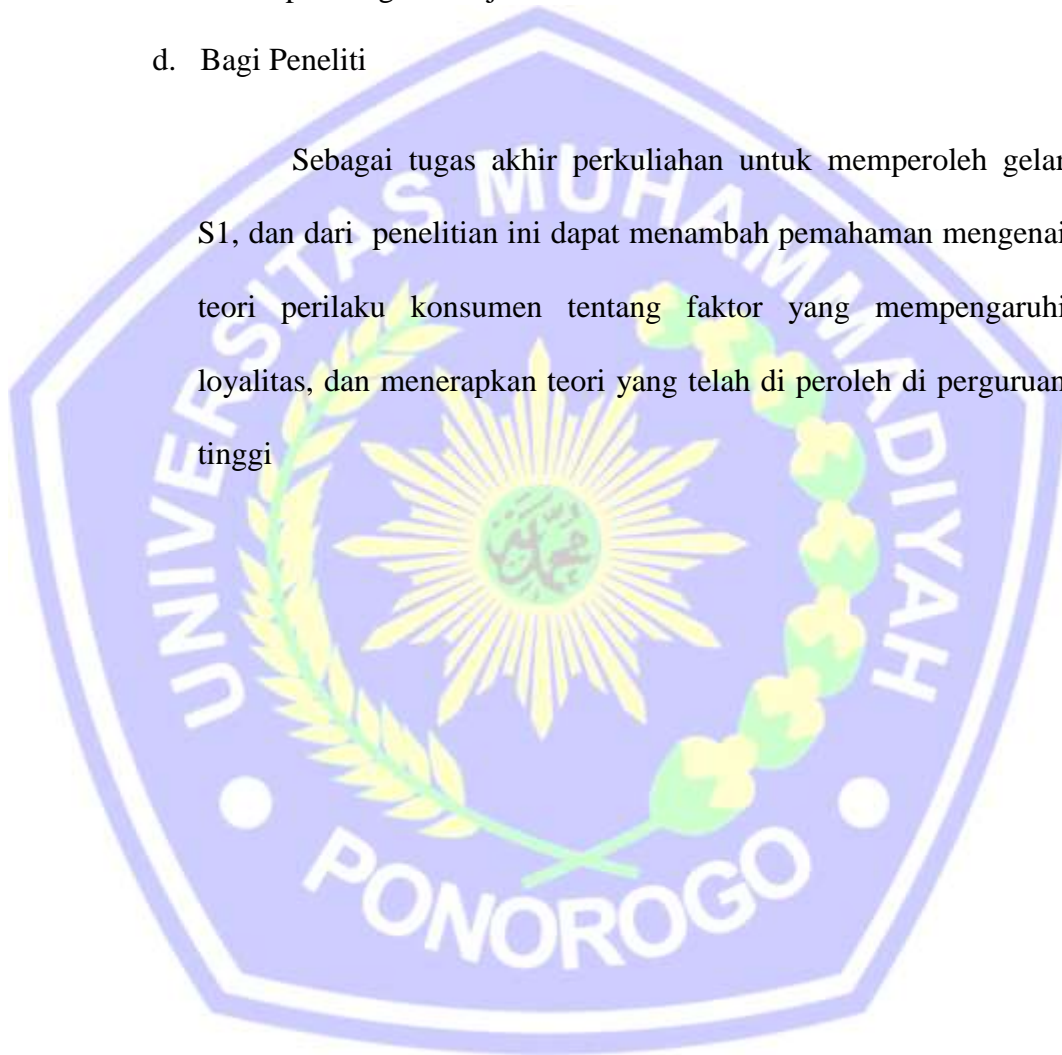 d. Bagi Peneliti
Sebagai tugas akhir perkuliahan untuk memperoleh gelar
S1, dan dari penelitian ini dapat menambah pemahaman mengenai
teori perilaku konsumen tentang faktor yang mempengaruhi
loyalitas, dan menerapkan teori yang telah di peroleh di perguruan
tinggi
UNIVERSITAS MUHAMMADIYAH
PONOROGO